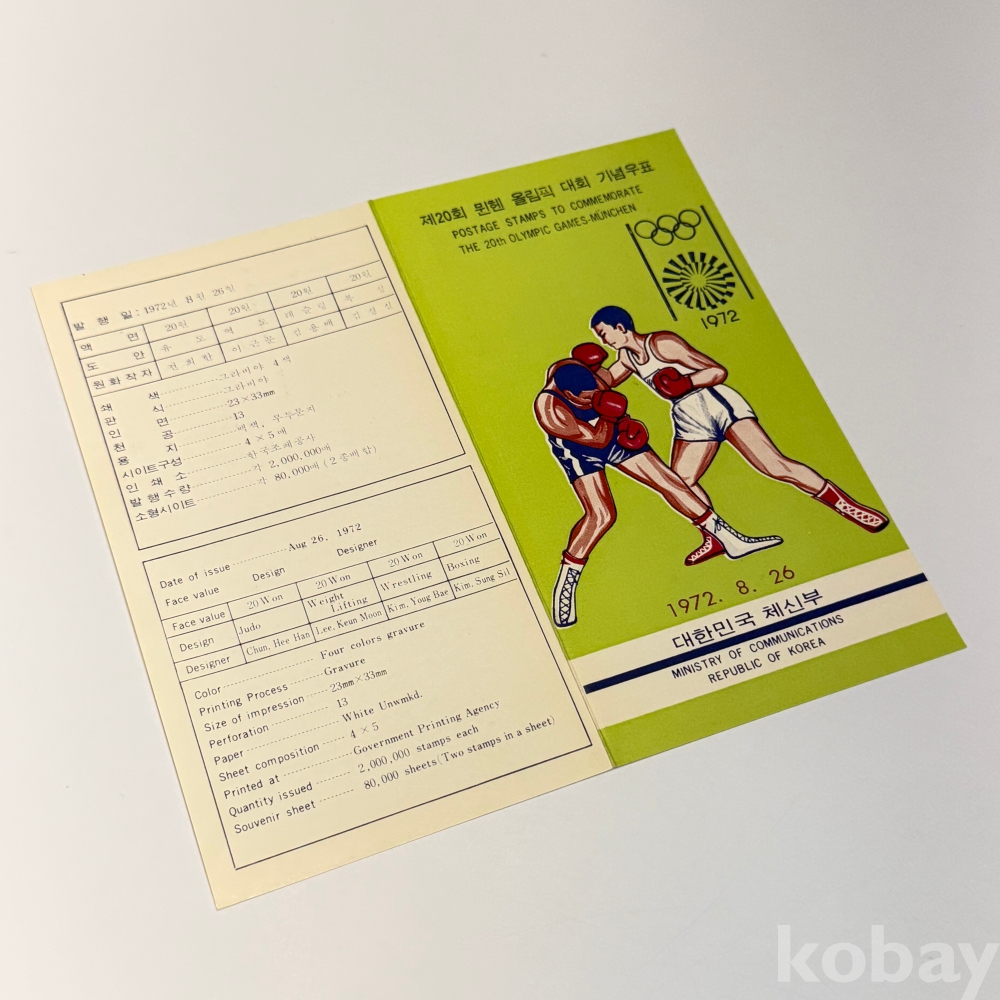 발 행 일 : 1972년 8월 26일
액 면 20원 20원 20원 20원
도 안 유 도 역 도 레슬링 복 싱
원화작자 전희한 이근문 김용배 김성실
쇄 색 그라비아 4색
판 식 그라비아
인 면 23×33mm
천 공 13
용 지 백색, 무투문지
시이트구성 4×5매
인 쇄 소 한국조폐공사
발행수량 각 2,000,000매
소형시이트 각 80,000매(2종매합)
Date of issue Aug 26, 1972
Face value Design Designer
Face value 20 Won 20 Won 20 Won 20 Won
Design Judo Weight Lifting Wrestling Boxing
Designer Chun, Hee Han Lee, Keun Moon Kim, Youg Bae Kim, Sung Sil
Color Four colors gravure
Printing Process Gravure
Size of impression 23mm×33mm
Perforation 13
Paper White Unwmkd.
Sheet composition 4×5
Printed at Government Printing Agency
Quantity issued 2,000,000 stamps each
Souvenir sheet 80,000 sheets(Two stamps in a sheet)
제20회 뮌헨 올림픽 대회 기념우표
POSTAGE STAMPS TO COMMEMORATE
THE 20th OLYMPIC GAMES-MÜNCHEN
1972
1972. 8. 26
대한민국 체신부
MINISTRY OF COMMUNICATIONS
REPUBLIC OF KOREA
kobay